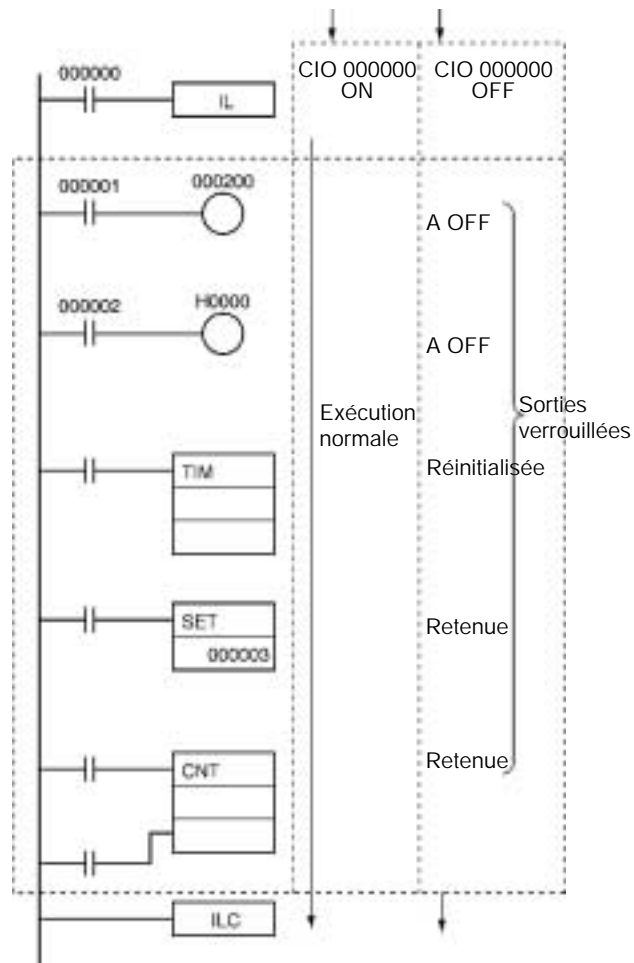 000000
IL
CIO 000000
ON
CIO 000000
OFF
000001
000200
A OFF
000002
H0000
A OFF
Exécution
normale
Sorties
verrouillées
TIM
Réinitialisée
SET
000003
Retenue
CNT
Retenue
ILC